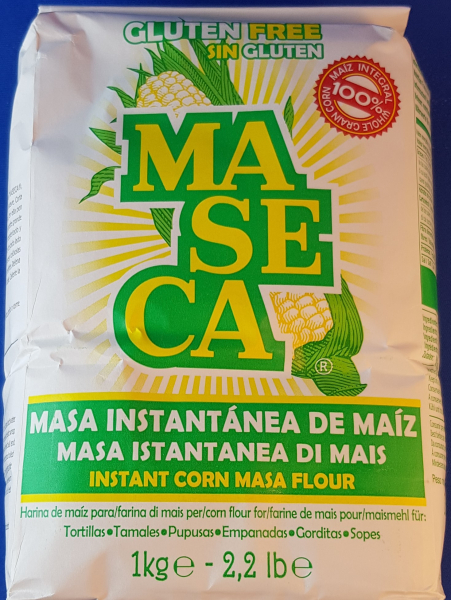 GLUTEN FREE
SIN GLUTEN
MAÍZ INTEGRAL
100%
WHOLE GRAIN CORN
MA
SE
CA
®
MASA INSTANTÁNEA DE MAÍZ
MASA ISTANTANEA DI MAIS
INSTANT CORN MASA FLOUR
Harina de maíz para/farina di mais per/corn flour for/farine de mais pour/maismehl für:
Tortillas•Tamales•Pupusas•Empanadas•Gorditas•Sopes
1kg℮ - 2,2 lb℮